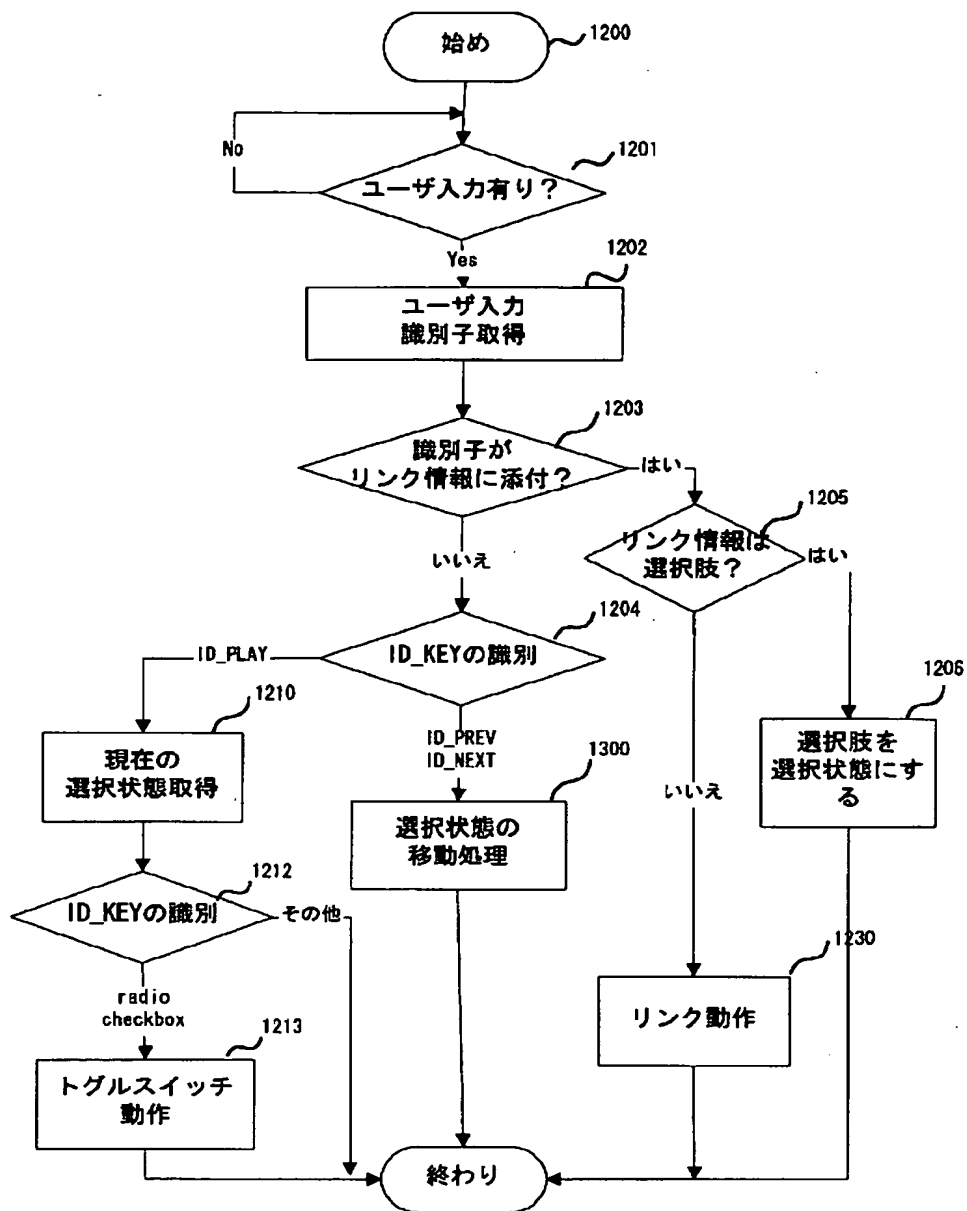 始め
1200
No
1201
ユーザ入力有り？
Yes
1202
ユーザ入力
識別子取得
1203
識別子が
リンク情報に添付？
はい
1205
リンク情報は
選択肢？
はい
いいえ
1204
ID_KEYの識別
ID_PLAY
1210
現在の
選択状態取得
ID_PREV
ID_NEXT
1300
選択状態の
移動処理
いいえ
1206
選択肢を
選択状態にす
る
1212
ID_KEYの識別
その他
radio
checkbox
1213
トグルスイッチ
動作
1230
リンク動作
終わり